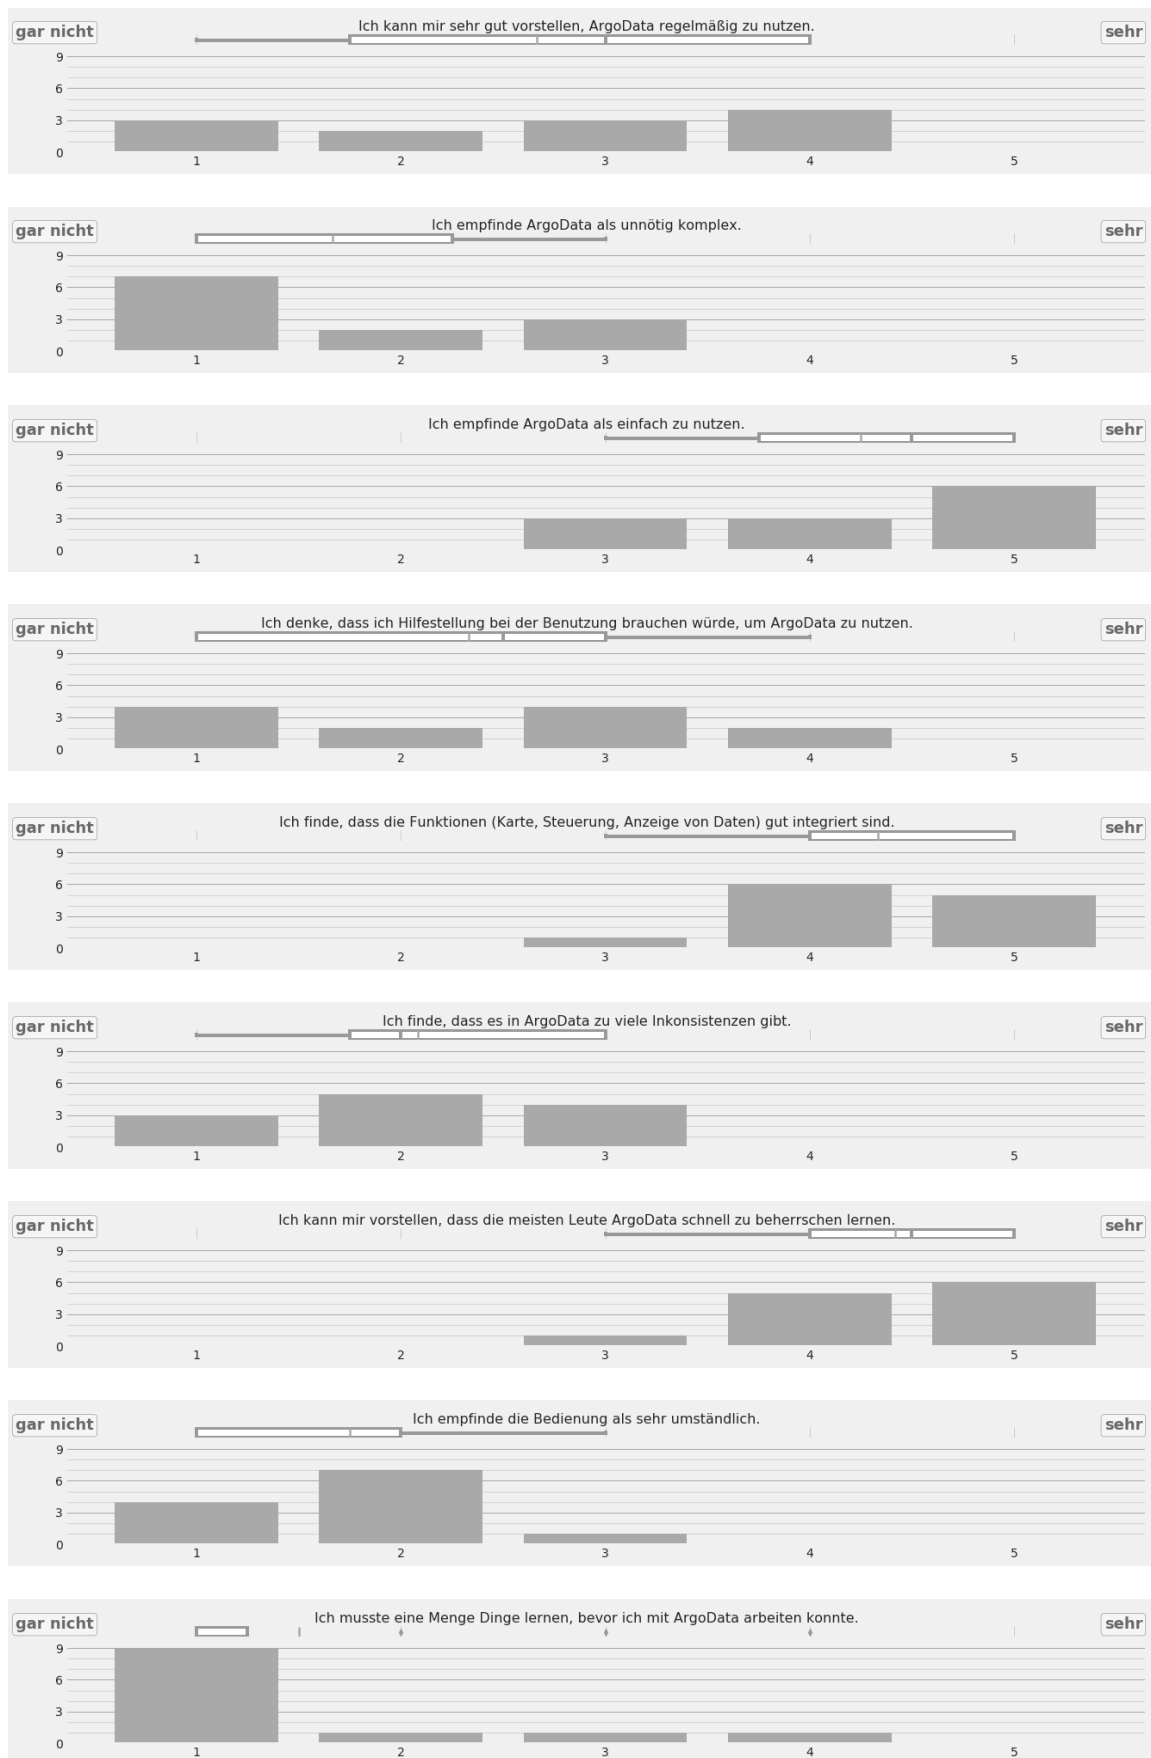 Ich kann mir sehr gut vorstellen, ArgoData regelmäßig zu nutzen.
gar nicht
sehr
9
6
3
0
1 2 3 4 5
Ich empfinde ArgoData als unnötig komplex.
gar nicht
sehr
9
6
3
0
1 2 3 4 5
Ich empfinde ArgoData als einfach zu nutzen.
gar nicht
sehr
9
6
3
0
1 2 3 4 5
Ich denke, dass ich Hilfestellung bei der Benutzung brauchen würde, um ArgoData zu nutzen.
gar nicht
sehr
9
6
3
0
1 2 3 4 5
Ich finde, dass die Funktionen (Karte, Steuerung, Anzeige von Daten) gut integriert sind.
gar nicht
sehr
9
6
3
0
1 2 3 4 5
Ich finde, dass es in ArgoData zu viele Inkonsistenzen gibt.
gar nicht
sehr
9
6
3
0
1 2 3 4 5
Ich kann mir vorstellen, dass die meisten Leute ArgoData schnell zu beherrschen lernen.
gar nicht
sehr
9
6
3
0
1 2 3 4 5
Ich empfinde die Bedienung als sehr umständlich.
gar nicht
sehr
9
6
3
0
1 2 3 4 5
Ich musste eine Menge Dinge lernen, bevor ich mit ArgoData arbeiten konnte.
gar nicht
sehr
9
6
3
0
1 2 3 4 5